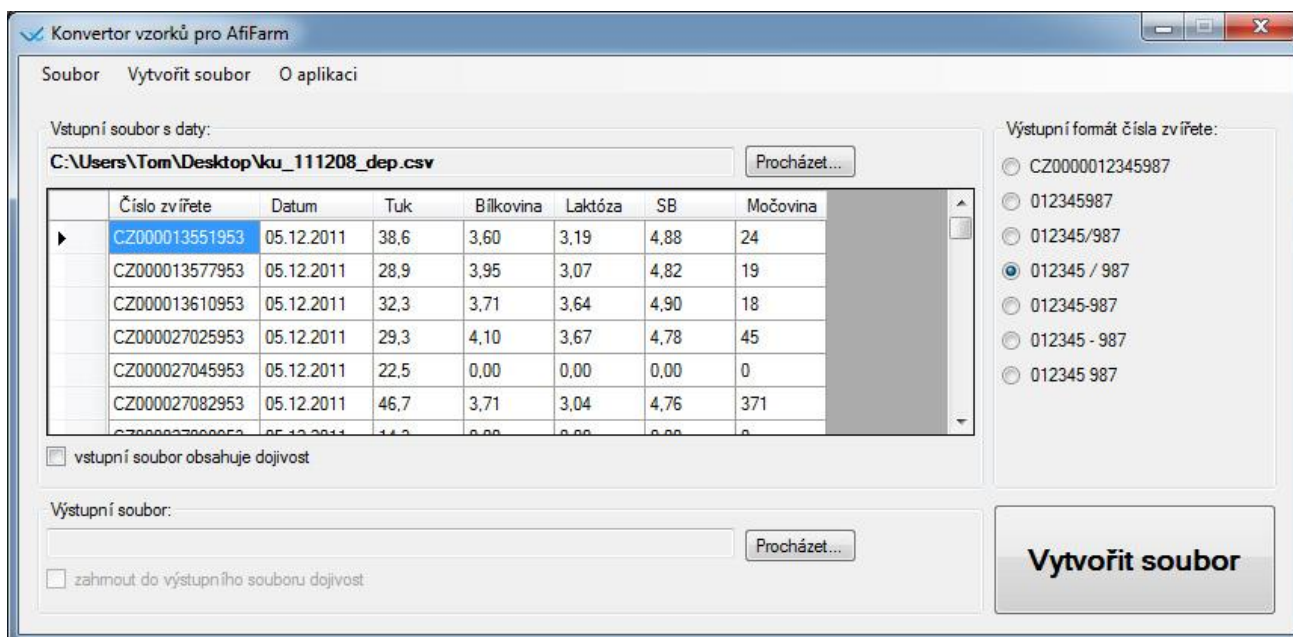 Konvertor vzorků pro AfiFarm
Soubor Vytvořit soubor O aplikaci
Vstupní soubor s daty:
C:\Users\Tom\Desktop\ku_111208_dep.csv Procházet...
Číslo zvířete Datum Tuk Bílkovina Laktóza SB Močovina
CZ000013551953 05.12.2011 38,6 3,60 3,19 4,88 24
CZ000013577953 05.12.2011 28,9 3,95 3,07 4,82 19
CZ000013610953 05.12.2011 32,3 3,71 3,64 4,90 18
CZ000027025953 05.12.2011 29,3 4,10 3,67 4,78 45
CZ000027045953 05.12.2011 22,5 0,00 0,00 0,00 0
CZ000027082953 05.12.2011 46,7 3,71 3,04 4,76 371
vstupní soubor obsahuje dojivost
Výstupní formát čísla zvířete:
CZ0000012345987
012345987
012345/987
012345 / 987
012345-987
012345 - 987
012345 987
Výstupní soubor:
Procházet...
zahrnout do výstupního souboru dojivost
Vytvořit soubor